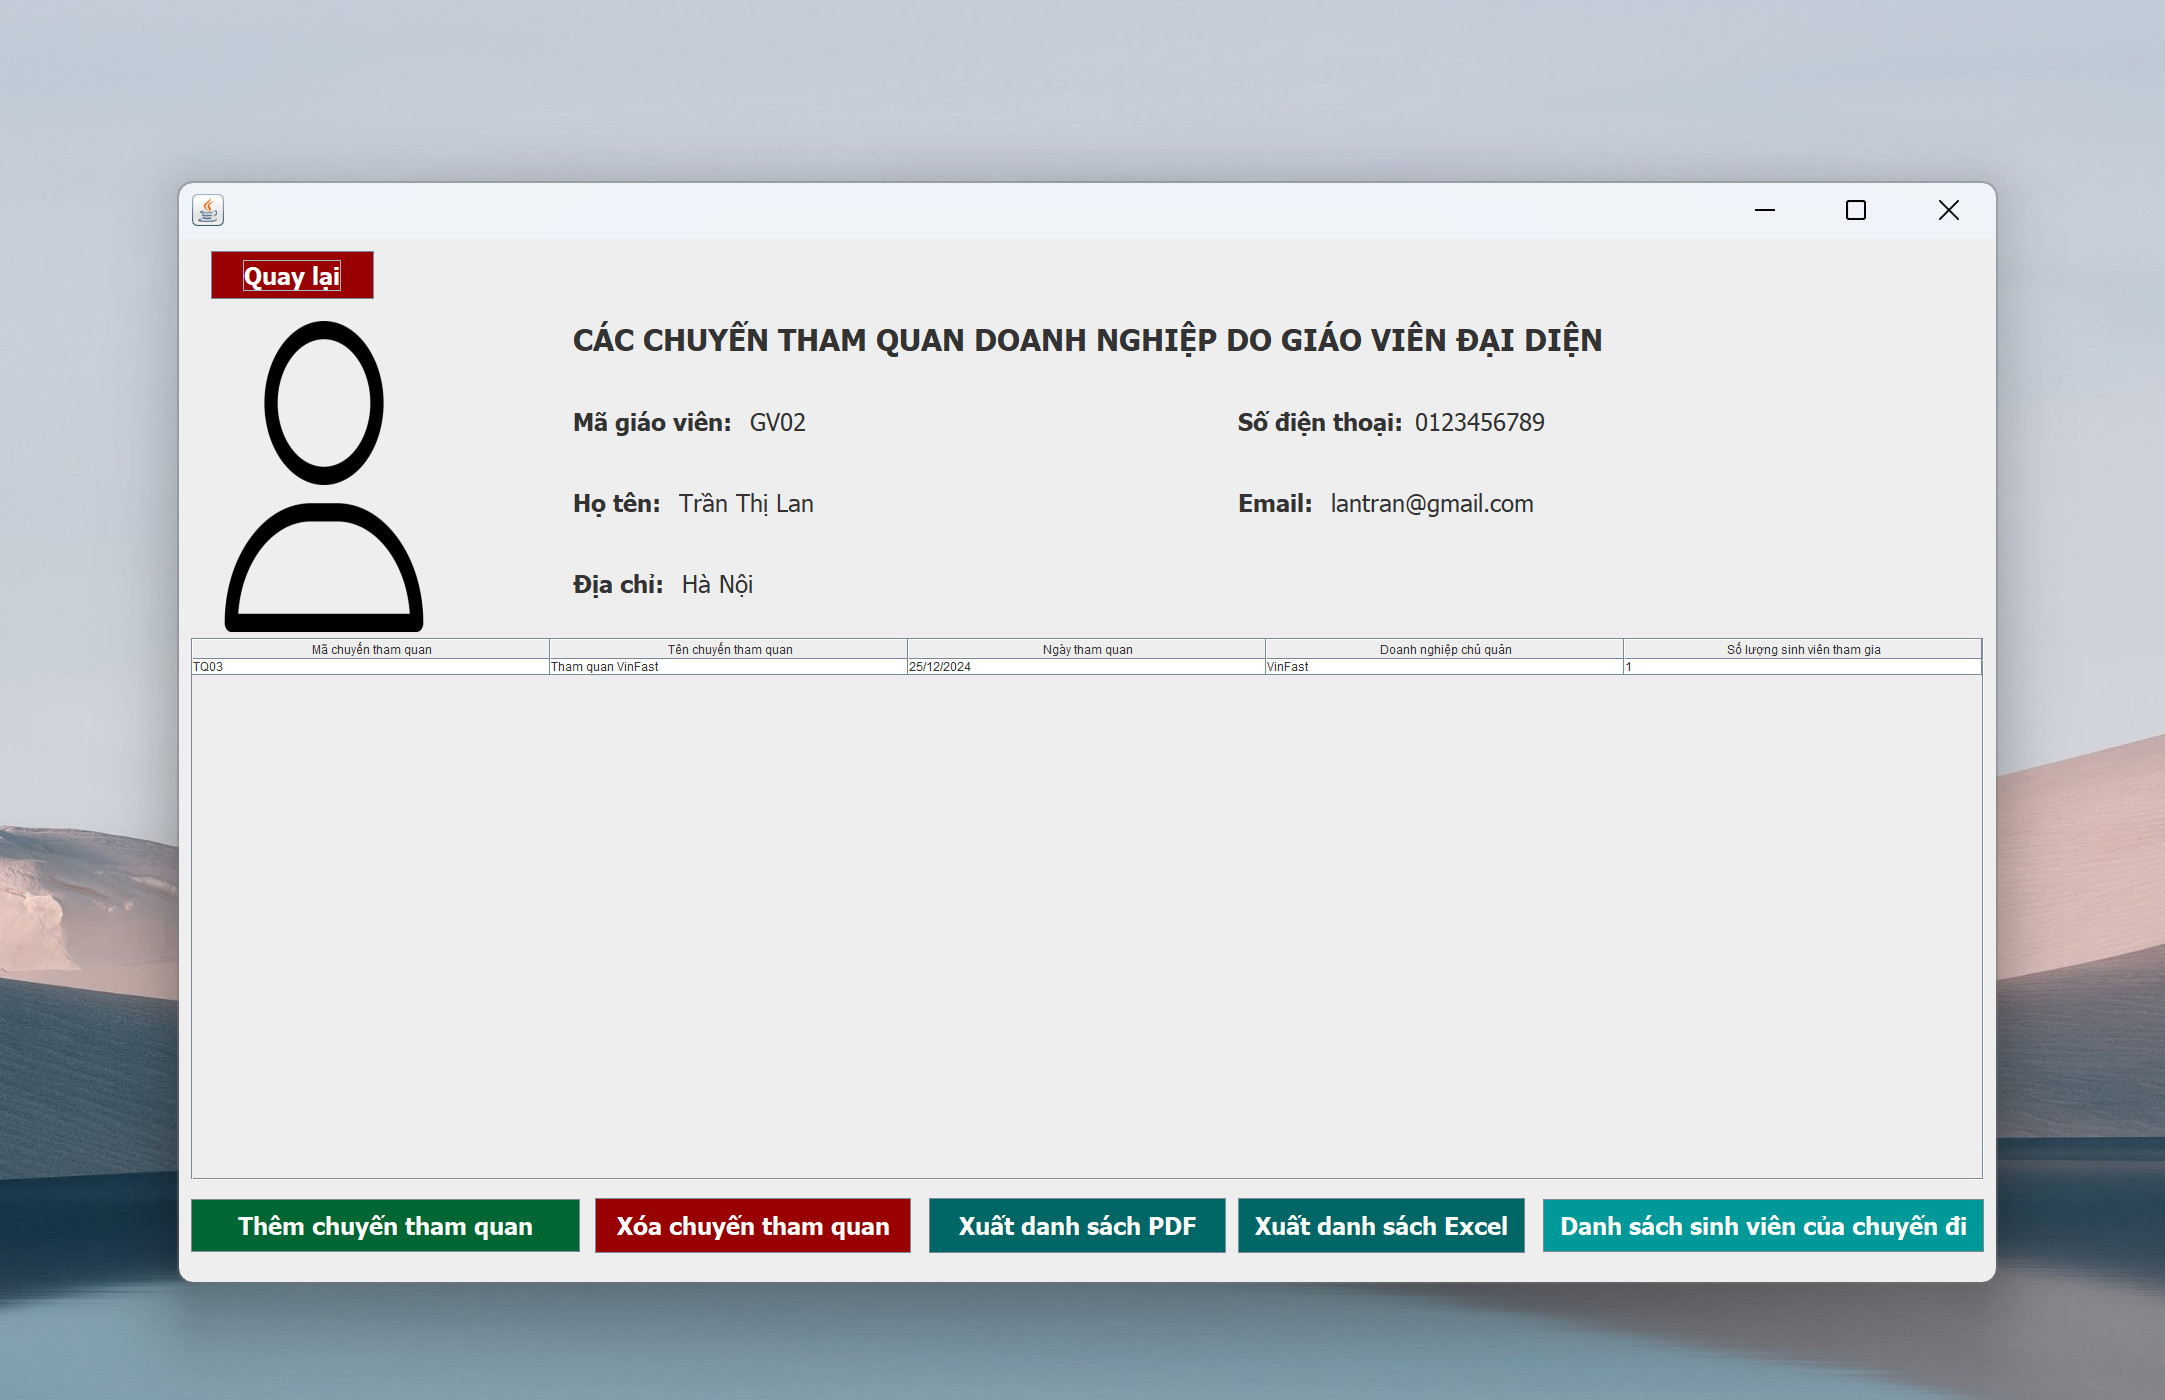 Quay lại
CÁC CHUYẾN THAM QUAN DOANH NGHIỆP DO GIÁO VIÊN ĐẠI DIỆN
Mã giáo viên: GV02 Số điện thoại: 0123456789
Họ tên: Trần Thị Lan Email: lantran@gmail.com
Địa chỉ: Hà Nội
Mã chuyến tham quan Tên chuyến tham quan Ngày tham quan Doanh nghiệp chủ quản Số lượng sinh viên tham gia
TQ03 Tham quan VinFast 25/12/2024 VinFast 1
Thêm chuyến tham quan Xóa chuyến tham quan Xuất danh sách PDF Xuất danh sách Excel Danh sách sinh viên của chuyến đi